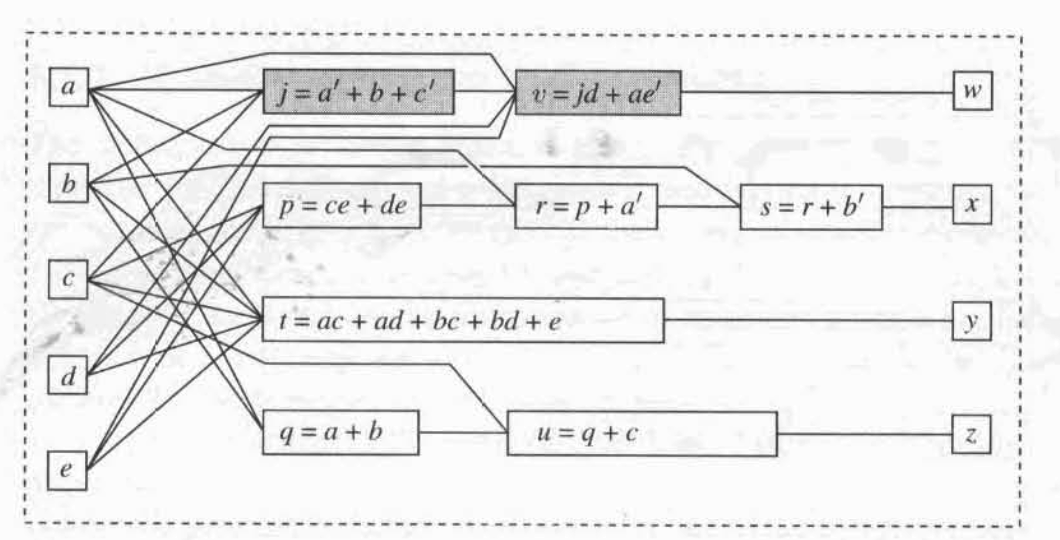 a
j = a′ + b + c′
v = jd + ae′
w
b
p = ce + de
r = p + a′
s = r + b′
x
c
t = ac + ad + bc + bd + e
y
d
q = a + b
u = q + c
z
e